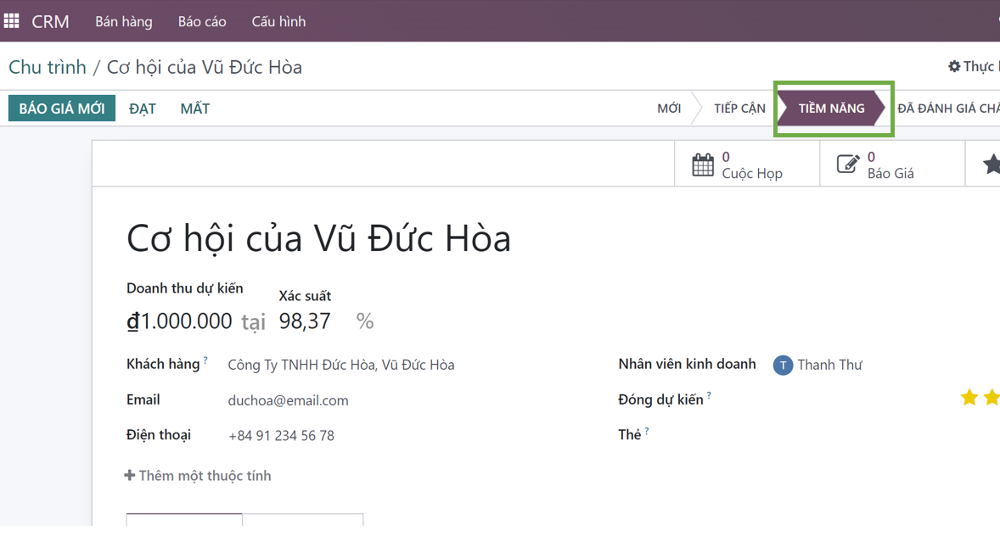 CRM Bán hàng Báo cáo Cấu hình
Chu trình / Cơ hội của Vũ Đức Hòa Thực
BÁO GIÁ MỚI ĐẠT MẤT MỚI TIẾP CẬN TIỀM NĂNG ĐÃ ĐÁNH GIÁ
0 0
Cuộc Họp Báo Giá
Cơ hội của Vũ Đức Hòa
Doanh thu dự kiến Xác suất
₫1.000.000 tại 98,37 %
Khách hàng ? Công Ty TNHH Đức Hòa, Vũ Đức Hòa Nhân viên kinh doanh T Thanh Thư
Email duchoa@email.com Đóng dự kiến ?
Điện thoại +84 91 234 56 78 Thẻ ?
+ Thêm một thuộc tính